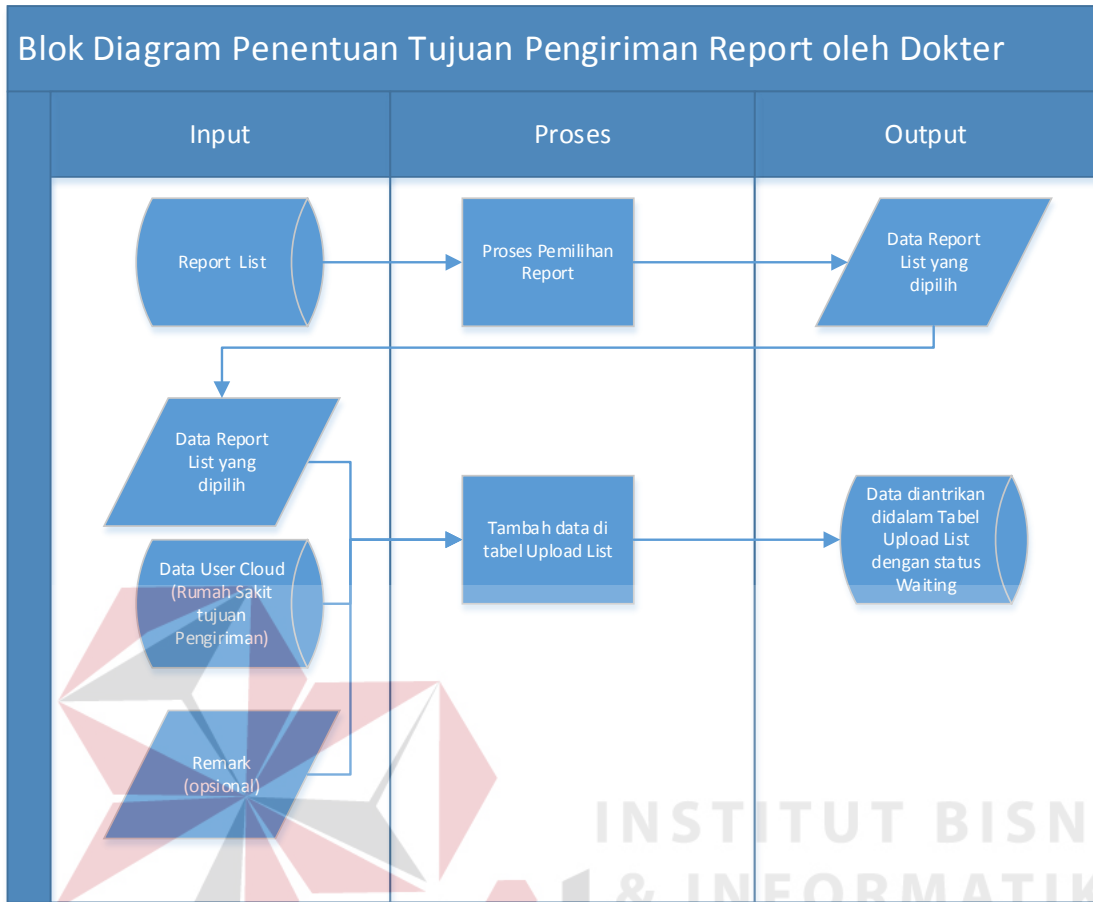 Blok Diagram Penentuan Tujuan Pengiriman Report oleh Dokter
Input
Proses
Output
Report List
Proses Pemilihan
Report
Data Report
List yang
dipilih
Data Report
List yang
dipilih
Data User Cloud
(Rumah Sakit
tujuan
Pengiriman)
Remark
(opsional)
Tambah data di
tabel Upload List
Data diantrikan
didalam Tabel
Upload List
dengan status
Waiting
INSTITUT BISN
& INFORMATIK